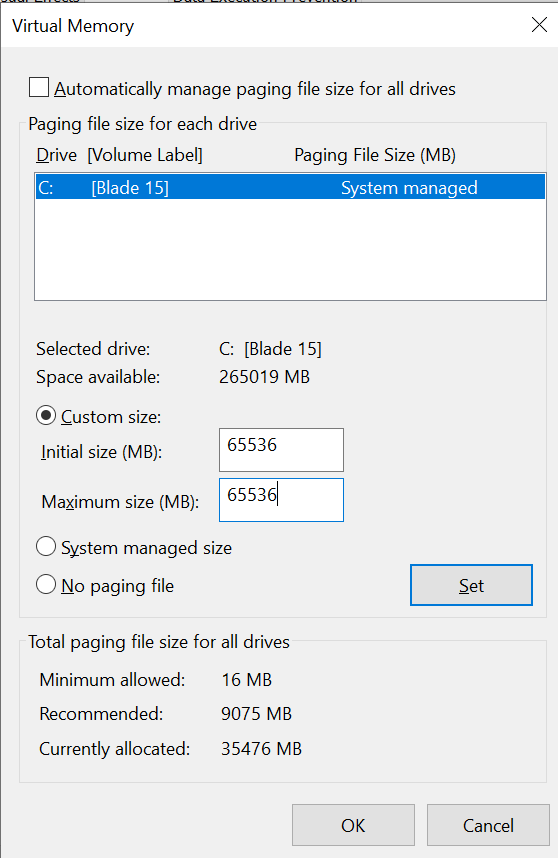 Data Execution Prevention
Virtual Memory
Automatically manage paging file size for all drives
Paging file size for each drive
Drive [Volume Label] Paging File Size (MB)
C: [Blade 15] System managed
Selected drive: C: [Blade 15]
Space available: 265019 MB
Custom size:
Initial size (MB): 65536
Maximum size (MB): 65536
System managed size
No paging file
Set
Total paging file size for all drives
Minimum allowed: 16 MB
Recommended: 9075 MB
Currently allocated: 35476 MB
OK Cancel